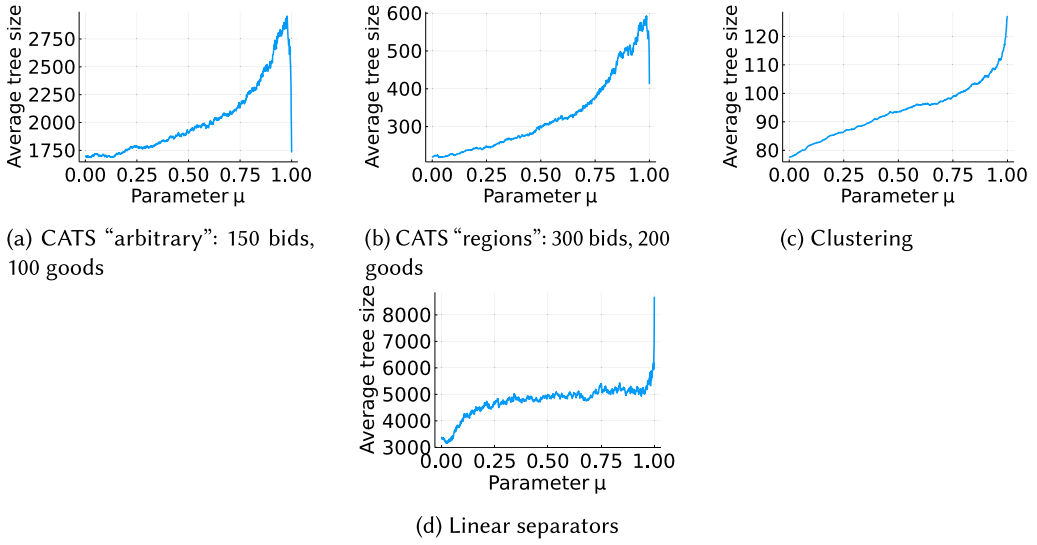 Average tree size
2750
2500
2250
2000
1750
0.00 0.25 0.50 0.75 1.00
Parameter μ
(a) CATS “arbitrary”: 150 bids,
100 goods
Average tree size
600
500
400
300
0.00 0.25 0.50 0.75 1.00
Parameter μ
(b) CATS “regions”: 300 bids, 200
goods
Average tree size
120
110
100
90
80
0.00 0.25 0.50 0.75 1.00
Parameter μ
(c) Clustering
Average tree size
8000
7000
6000
5000
4000
3000
0.00 0.25 0.50 0.75 1.00
Parameter μ
(d) Linear separators